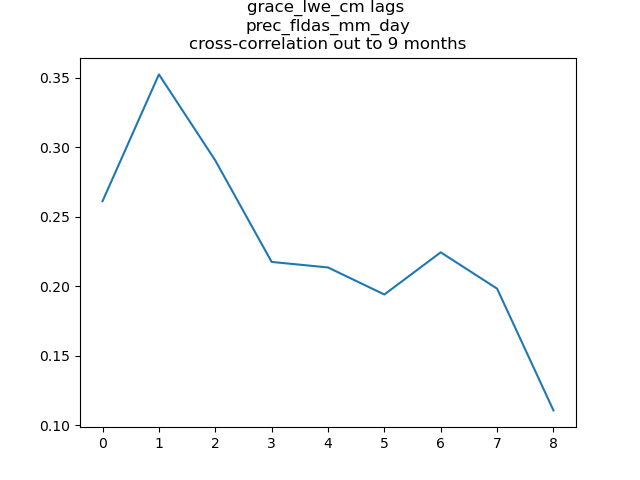 grace_lwe_cm lags
prec_fldas_mm_day
cross-correlation out to 9 months
0.35
0.30
0.25
0.20
0.15
0.10
0 1 2 3 4 5 6 7 8